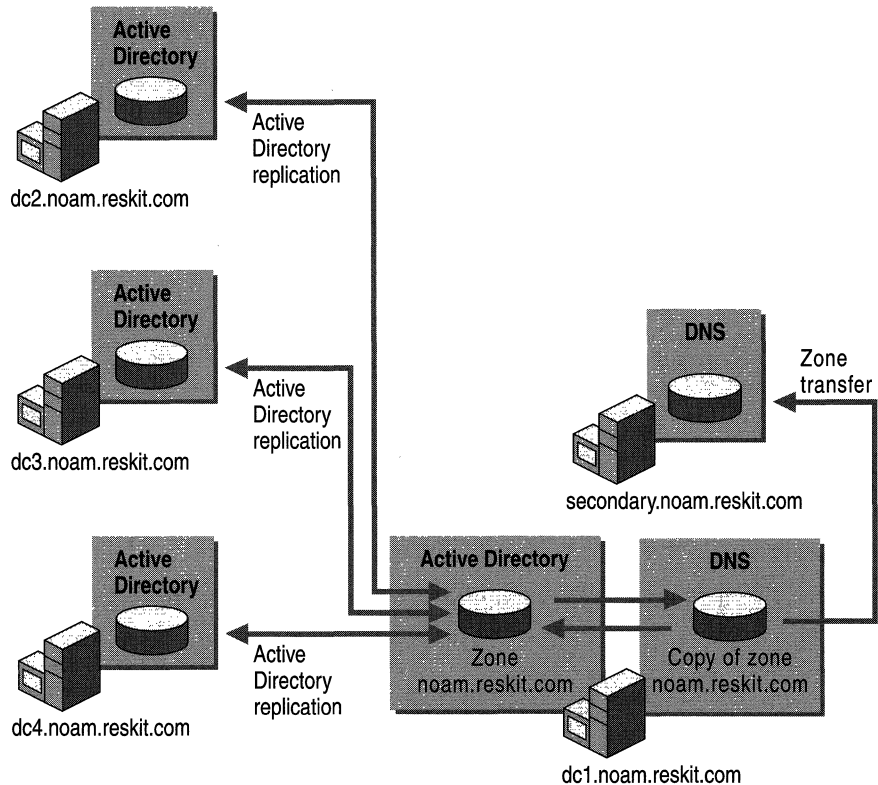 Active
Directory
Active
Directory
replication
dc2.noam.reskit.com
Active
Directory
Active
Directory
replication
dc3.noam.reskit.com
DNS
Zone
transfer
secondary.noam.reskit.com
Active
Directory
Active
Directory
replication
dc4.noam.reskit.com
Active Directory
Zone
noam.reskit.com
DNS
Copy of zone
noam.reskit.com
dc1.noam.reskit.com